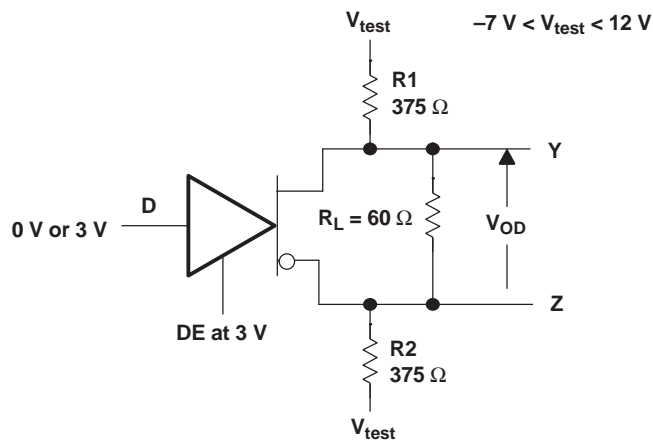 V_test
–7 V < V_test < 12 V
R1
375 Ω
Y
D
0 V or 3 V
R_L = 60 Ω
V_OD
Z
DE at 3 V
R2
375 Ω
V_test